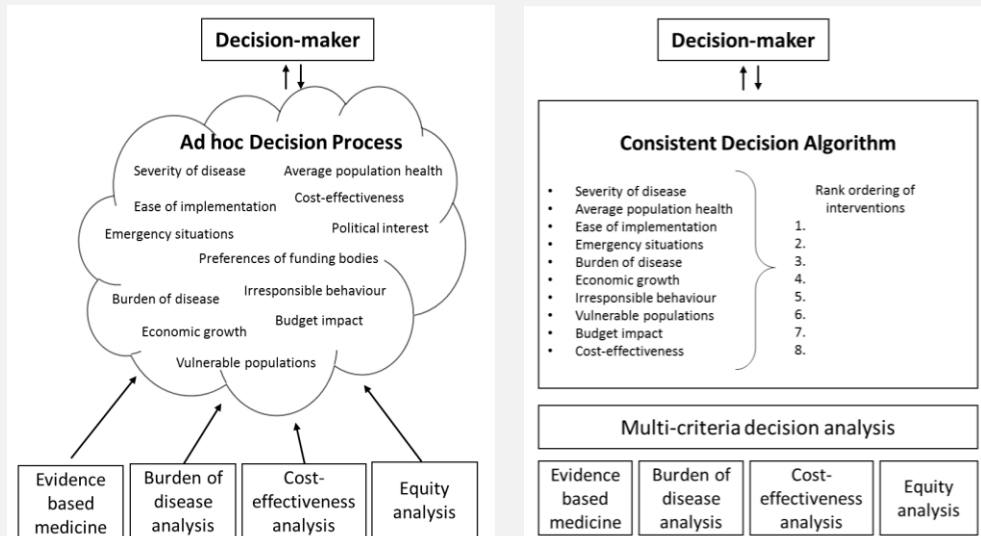 Decision-maker
Ad hoc Decision Process
Severity of disease
Average population health
Ease of implementation
Cost-effectiveness
Emergency situations
Political interest
Preferences of funding bodies
Burden of disease
Irresponsible behaviour
Economic growth
Budget impact
Vulnerable populations
Evidence
based
medicine
Burden of
disease
analysis
Cost-
effectiveness
analysis
Equity
analysis
Decision-maker
Consistent Decision Algorithm
• Severity of disease
• Average population health
• Ease of implementation
• Emergency situations
• Burden of disease
• Economic growth
• Irresponsible behaviour
• Vulnerable populations
• Budget impact
• Cost-effectiveness
Rank ordering of
interventions
1.
2.
3.
4.
5.
6.
7.
8.
Multi-criteria decision analysis
Evidence
based
medicine
Burden of
disease
analysis
Cost-
effectiveness
analysis
Equity
analysis